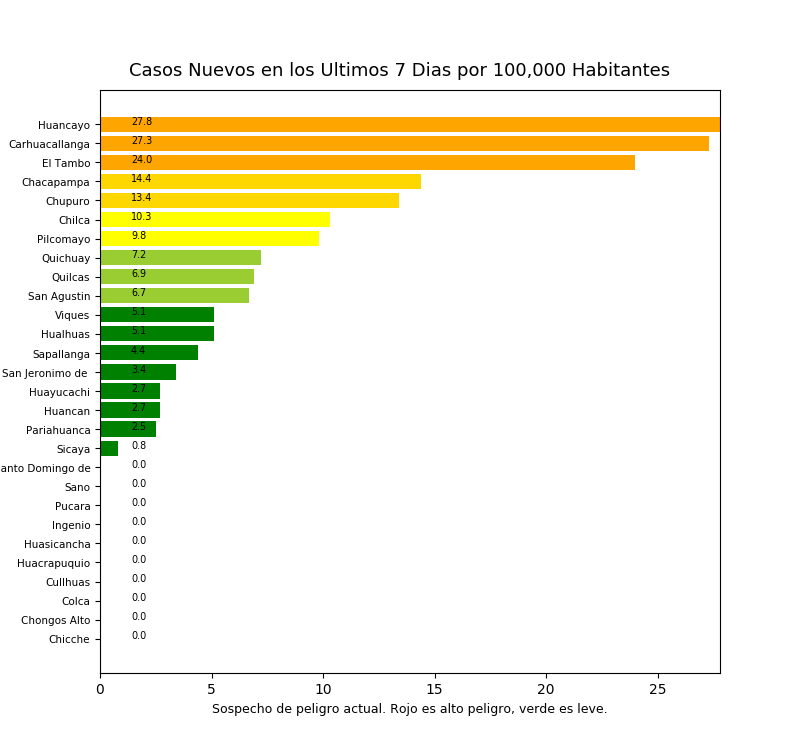 Casos Nuevos en los Ultimos 7 Dias por 100,000 Habitantes
Huancayo 27.8
Carhuacallanga 27.3
El Tambo 24.0
Chacapampa 14.4
Chupuro 13.4
Chilca 10.3
Pilcomayo 9.8
Quichuay 7.2
Quilcas 6.9
San Agustin 6.7
Viques 5.1
Hualhuas 5.1
Sapallanga 4.4
San Jeronimo de 3.4
Huayucachi 2.7
Huancan 2.7
Pariahuanca 2.5
Sicaya 0.8
anto Domingo de 0.0
Sano 0.0
Pucara 0.0
Ingenio 0.0
Huasicancha 0.0
Huacrapuquio 0.0
Cullhuas 0.0
Colca 0.0
Chongos Alto 0.0
Chicche 0.0
0 5 10 15 20 25
Sospecho de peligro actual. Rojo es alto peligro, verde es leve.